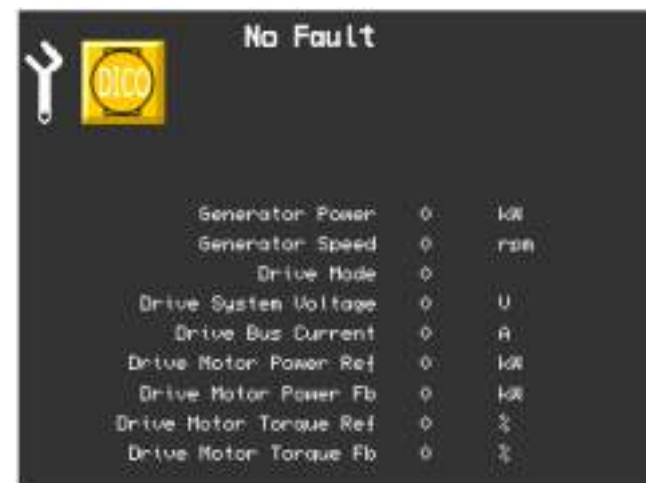 No Fault
DICO
Generator Power 0 kW
Generator Speed 0 rpm
Drive Mode 0
Drive System Voltage 0 V
Drive Bus Current 0 A
Drive Motor Power Ref 0 kW
Drive Motor Power Fb 0 kW
Drive Motor Torque Ref 0 %
Drive Motor Torque Fb 0 %